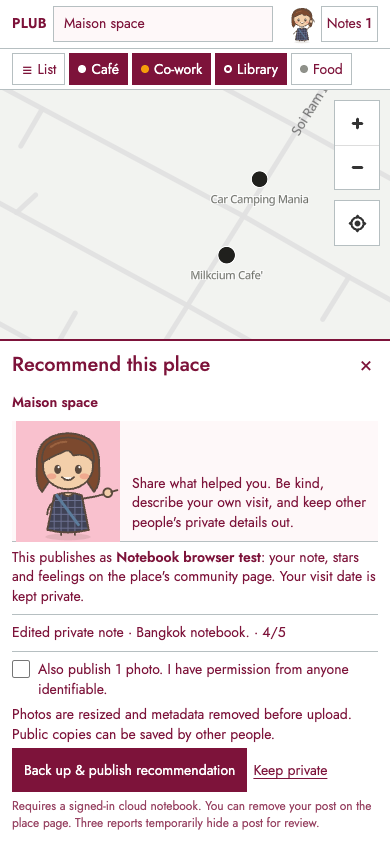 PLUB
Maison space
Notes 1
List
Café
Co-work
Library
Food
Soi Ram
Car Camping Mania
Milkcium Cafe'
Recommend this place
Maison space
Share what helped you. Be kind,
describe your own visit, and keep other
people's private details out.
This publishes as Notebook browser test: your note, stars
and feelings on the place's community page. Your visit date is
kept private.
Edited private note · Bangkok notebook. · 4/5
Also publish 1 photo. I have permission from anyone
identifiable.
Photos are resized and metadata removed before upload.
Public copies can be saved by other people.
Back up & publish recommendation
Keep private
Requires a signed-in cloud notebook. You can remove your post on the
place page. Three reports temporarily hide a post for review.